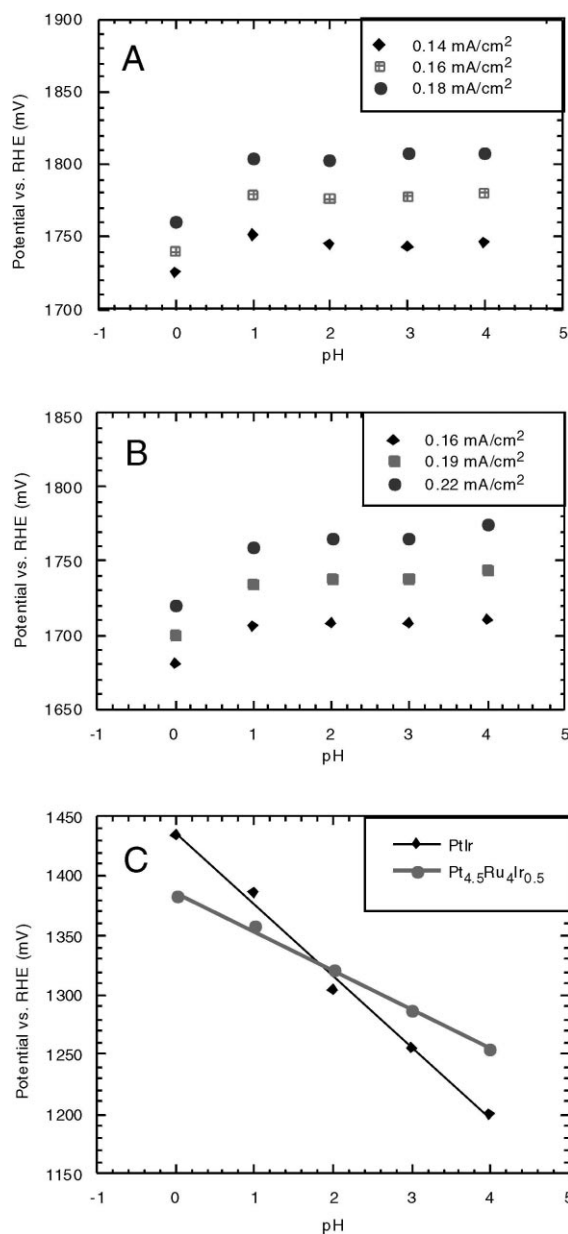 1900
A
0.14 mA/cm²
0.16 mA/cm²
0.18 mA/cm²
1850
1800
1750
1700
Potential vs. RHE (mV)
-1 0 1 2 3 4 5
pH
1850
B
0.16 mA/cm²
0.19 mA/cm²
0.22 mA/cm²
1800
1750
1700
1650
Potential vs. RHE (mV)
-1 0 1 2 3 4 5
pH
1450
C
PtIr
Pt₄.₅Ru₄Ir₀.₅
1400
1350
1300
1250
1200
1150
Potential vs. RHE (mV)
-1 0 1 2 3 4 5
pH